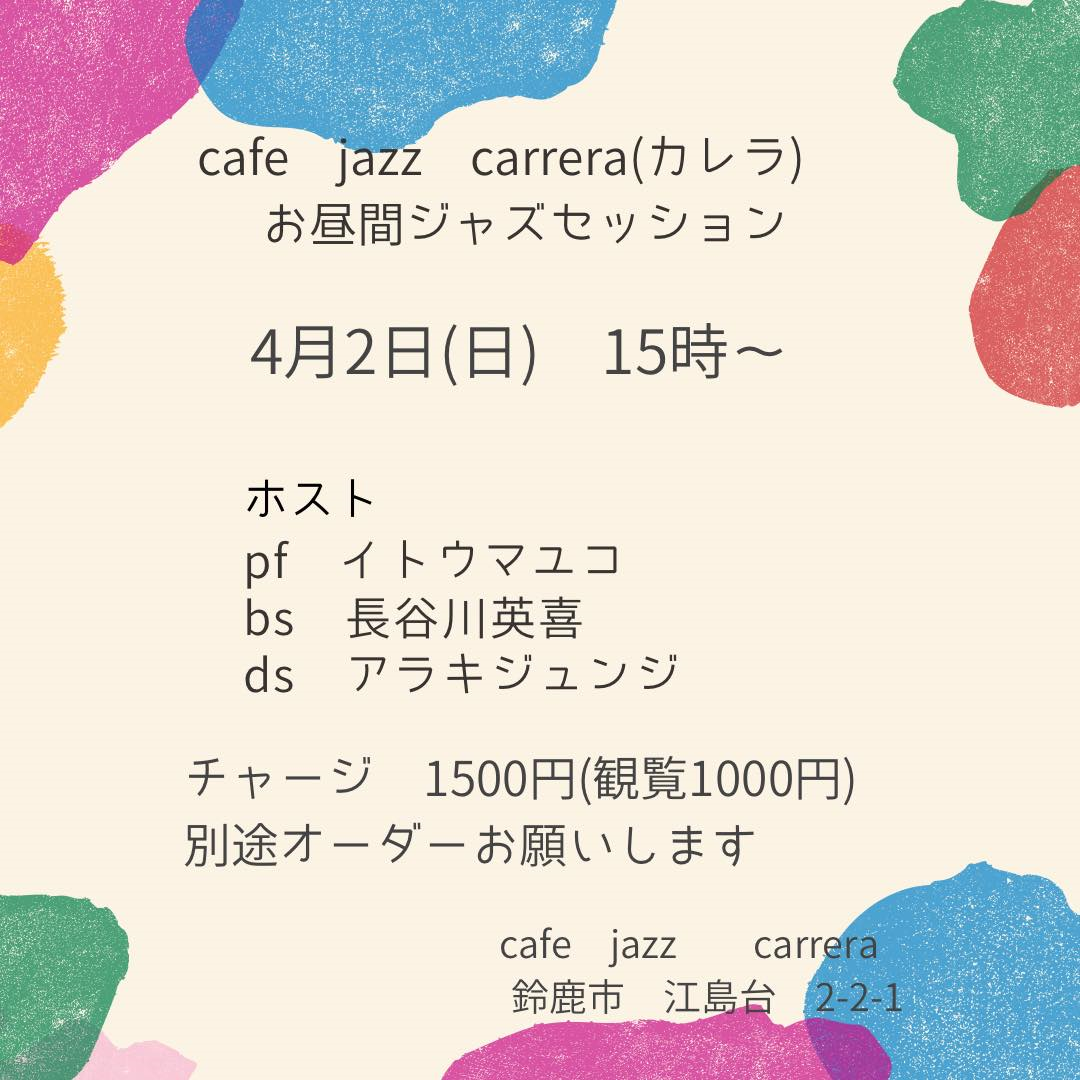 cafe　jazz　carrera(カレラ)
お昼間ジャズセッション
4月2日(日)　15時～
ホスト
pf　イトウマユコ
bs　長谷川英喜
ds　アラキジュンジ
チャージ　1500円(観覧1000円)
別途オーダーお願いします
cafe　jazz　　carrera
鈴鹿市　江島台　2-2-1